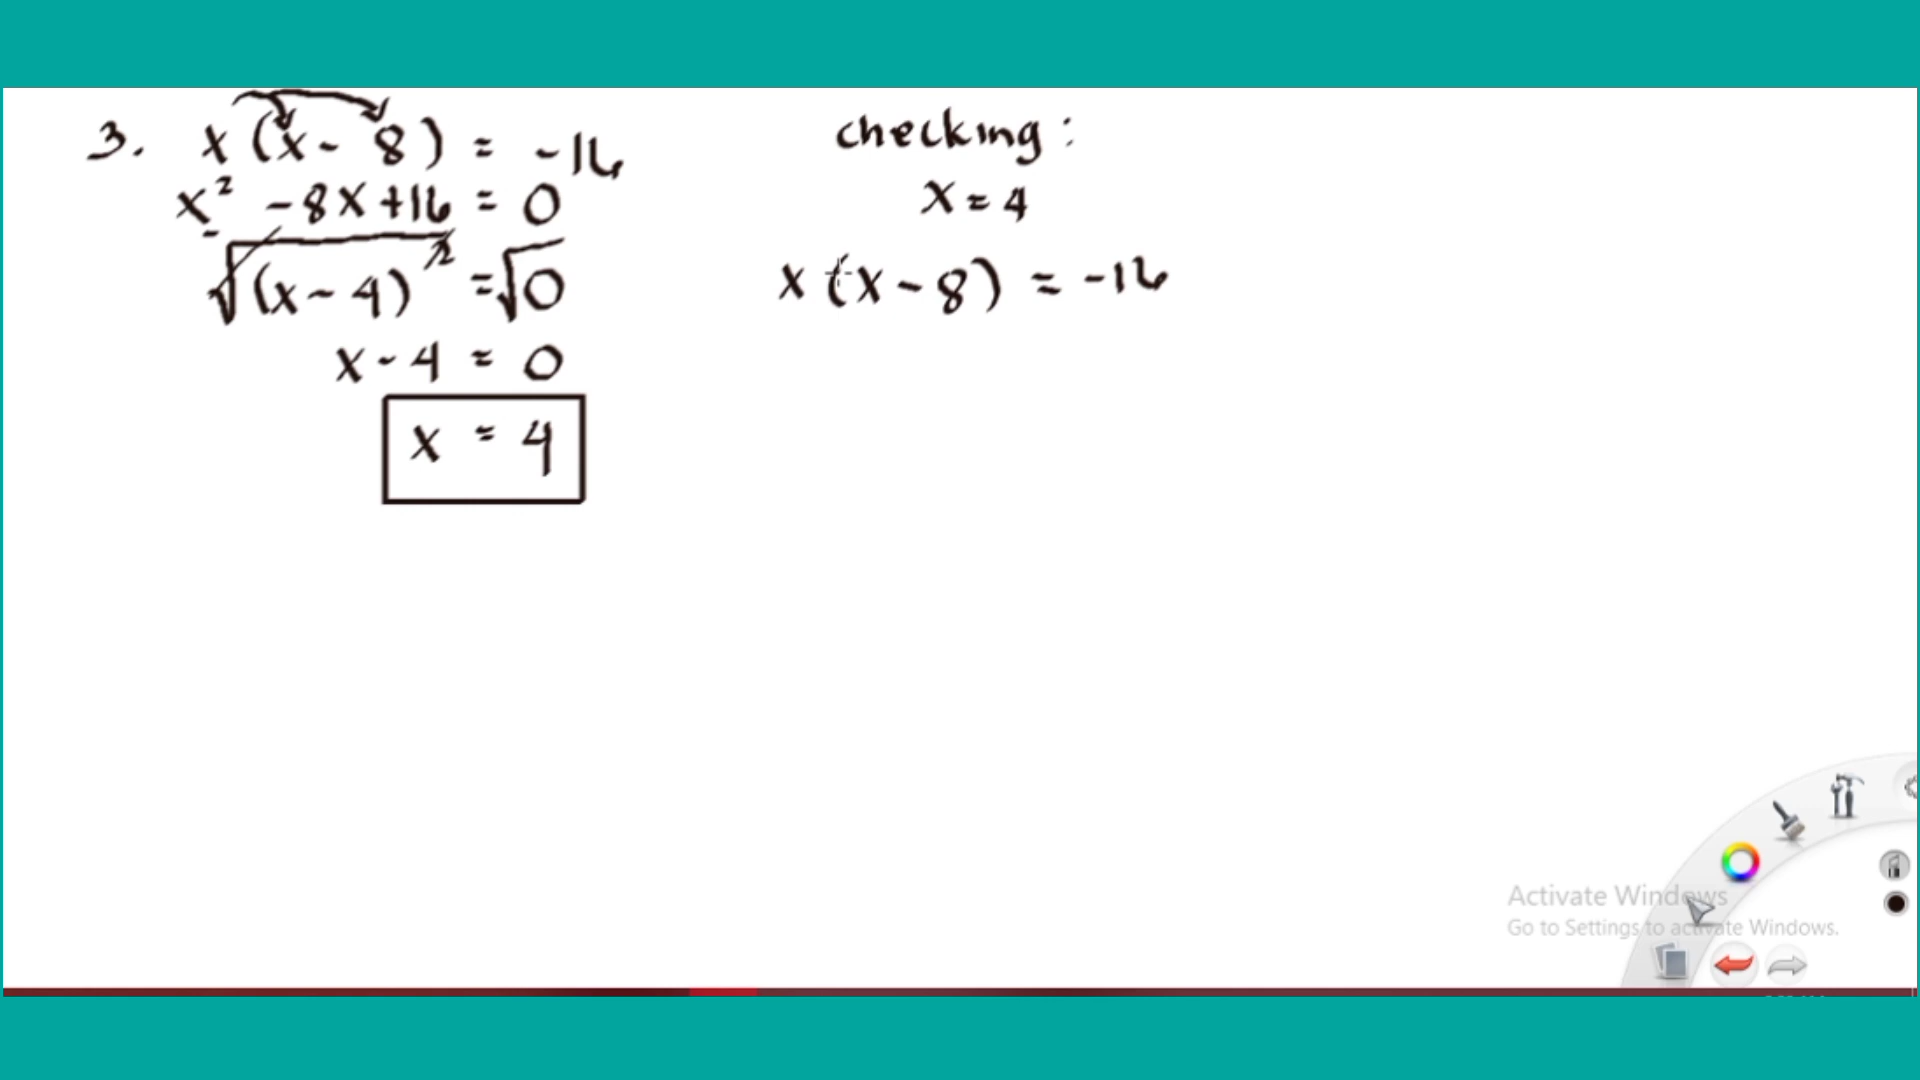 3. x(x - 8) = -16
x² - 8x + 16 = 0
√(x - 4)² = √0
x - 4 = 0
x = 4
checking:
x = 4
x(x - 8) = -16
Activate Windows
Go to Settings to activate Windows.